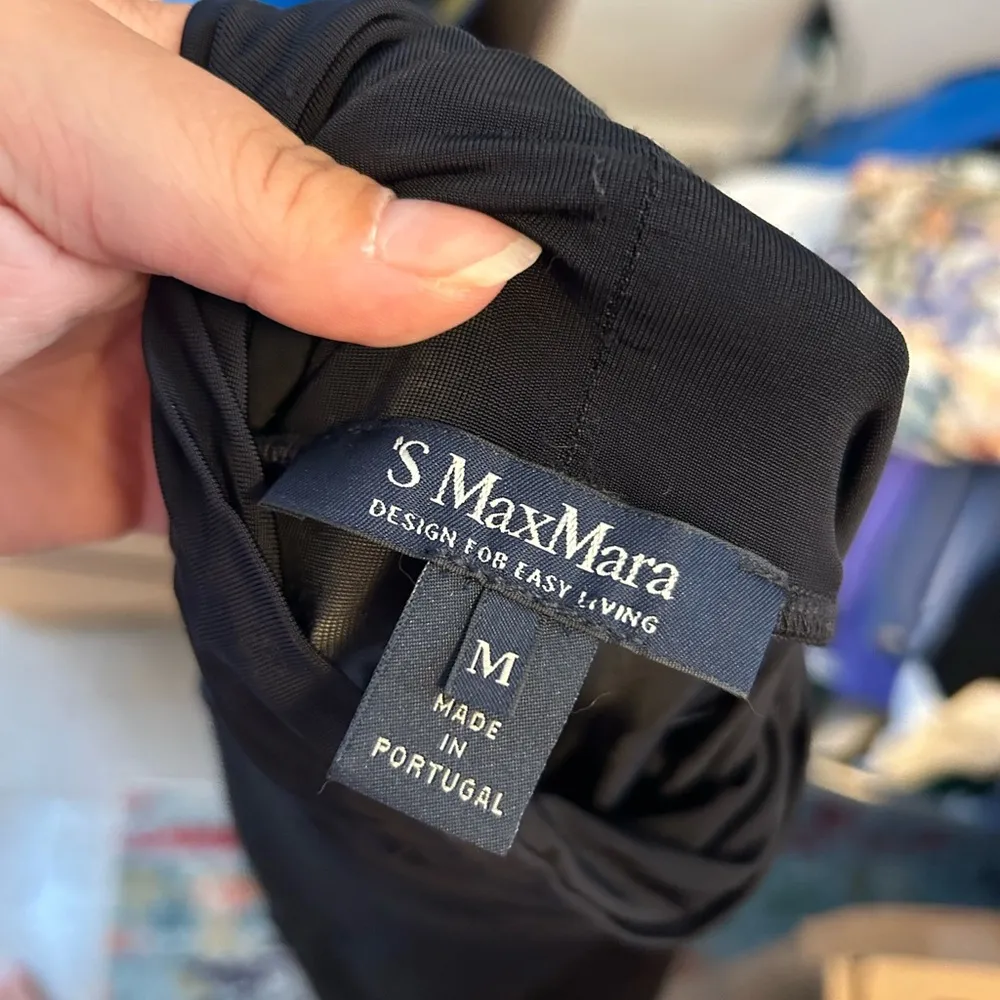 'S MaxMara
DESIGN FOR EASY LIVING
M
MADE
IN
PORTUGAL